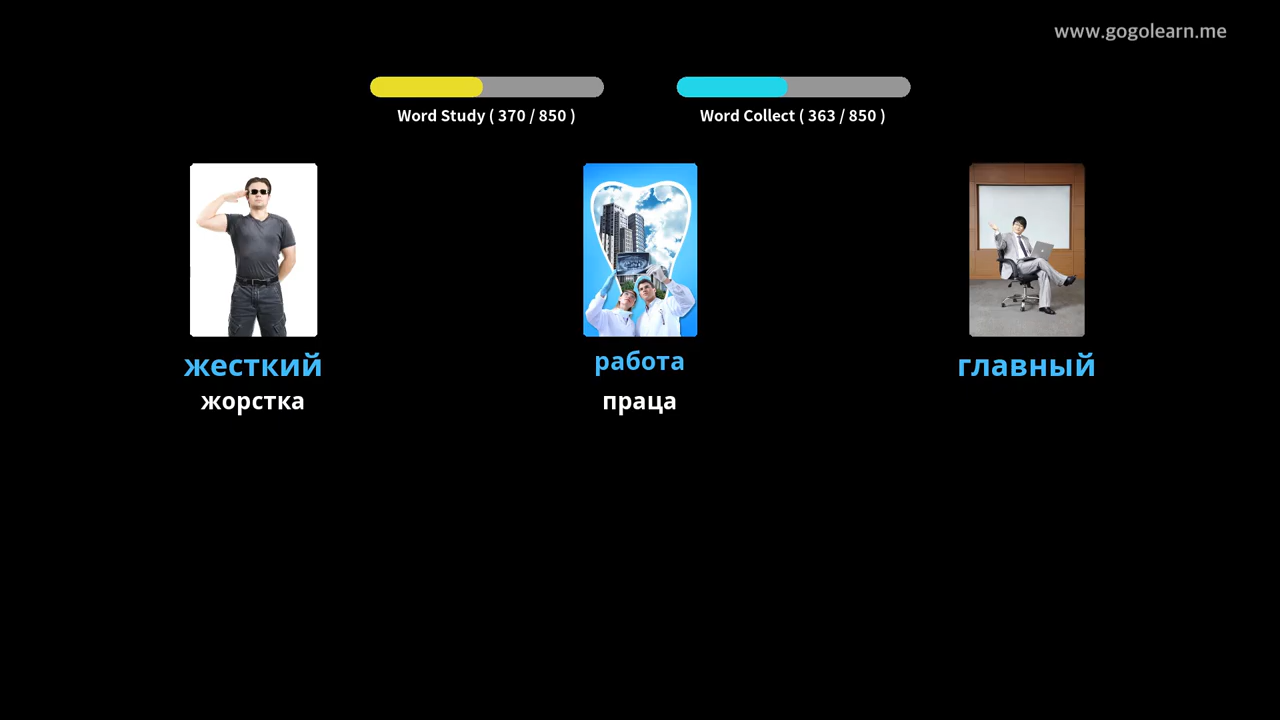 www.gogolearn.me
Word Study ( 370 / 850 )
Word Collect ( 363 / 850 )
жесткий
жорстка
работа
праца
главный